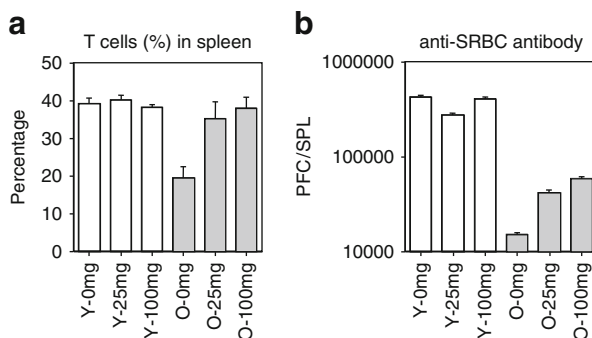 a
T cells (%) in spleen
Percentage
50
40
30
20
10
0
Y-0mg
Y-25mg
Y-100mg
O-0mg
O-25mg
O-100mg
b
anti-SRBC antibody
PFC/SPL
1000000
100000
10000
Y-0mg
Y-25mg
Y-100mg
O-0mg
O-25mg
O-100mg